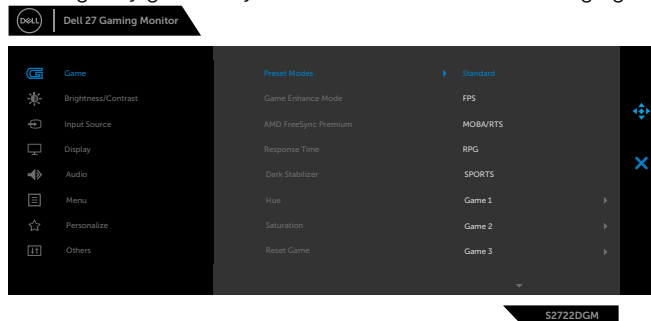 DELL Dell 27 Gaming Monitor
Game Preset Modes Standard
Brightness/Contrast Game Enhance Mode FPS
Input Source AMD FreeSync Premium MOBA/RTS
Display Response Time RPG
Audio Dark Stabilizer SPORTS
Menu Hue Game 1
Personalize Saturation Game 2
Others Reset Game Game 3
S2722DGM